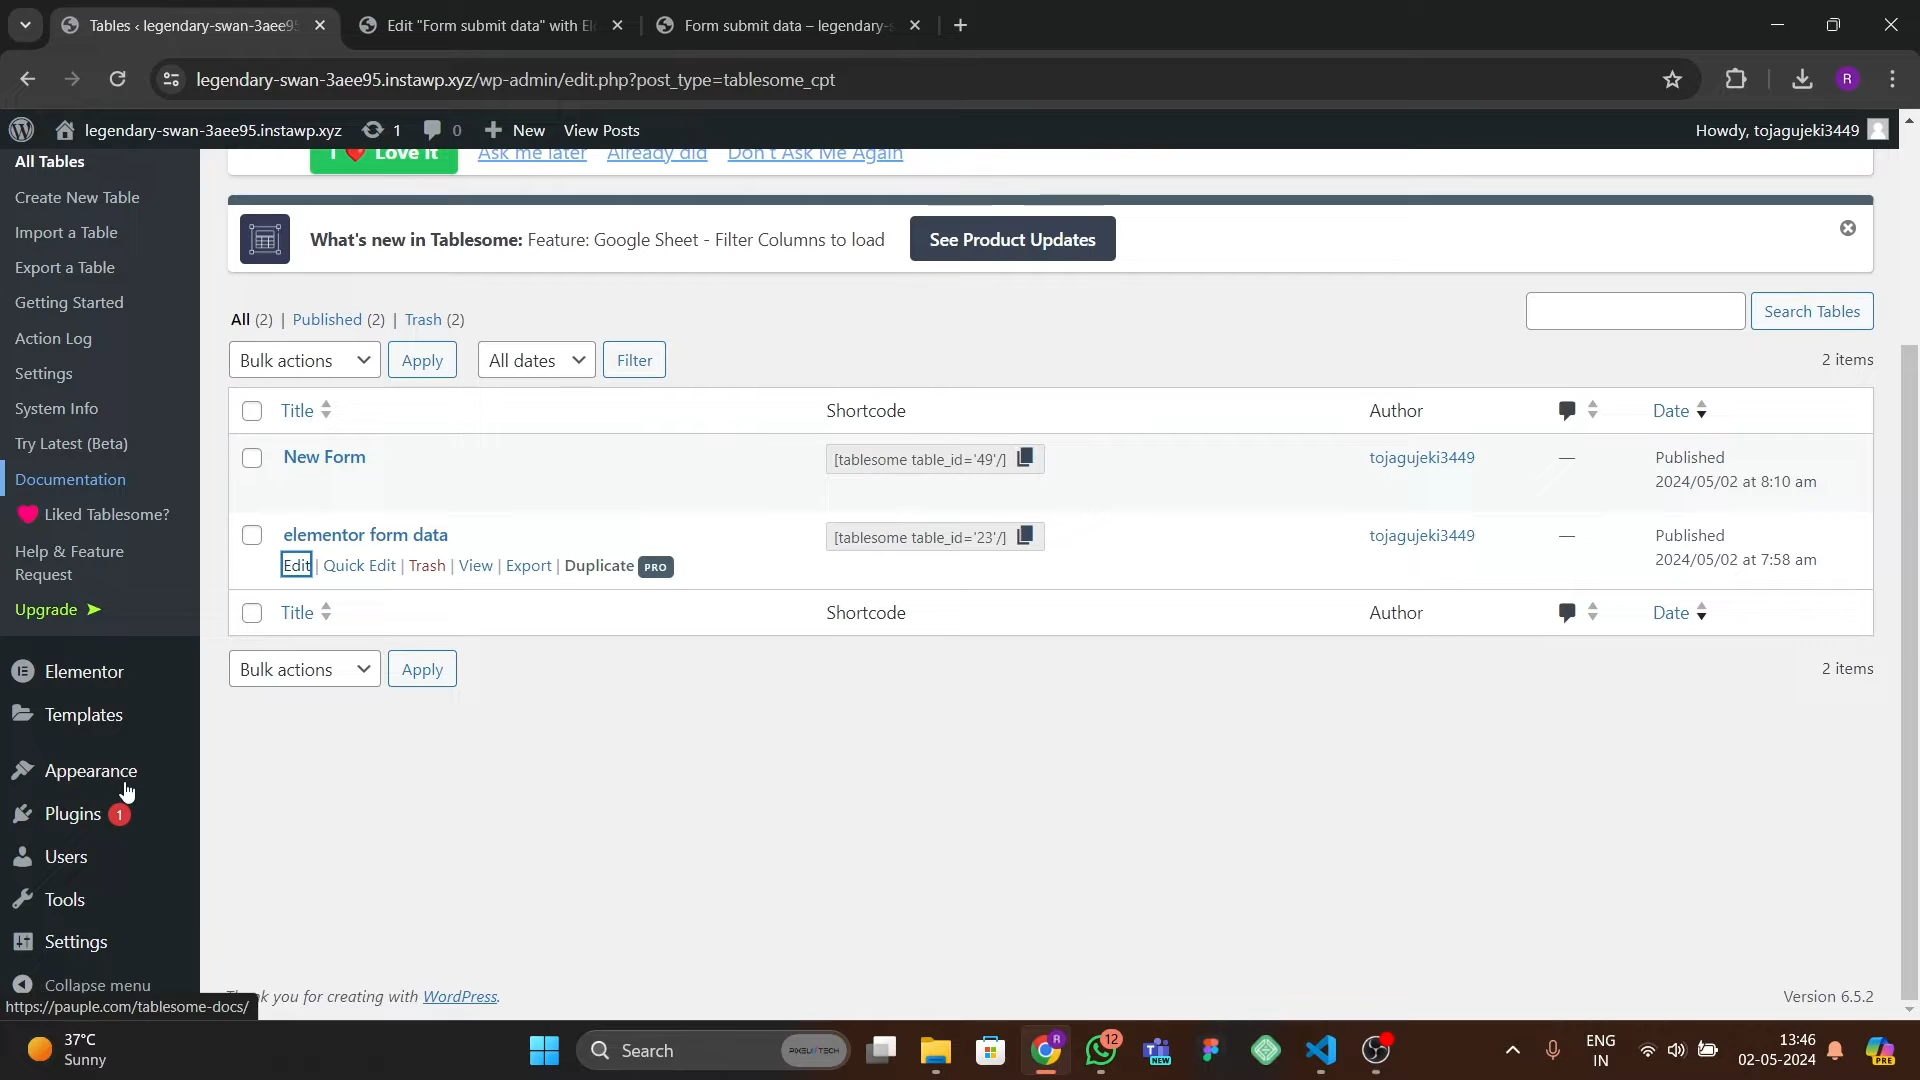 Tables ‹ legendary-swan-3aee95
Edit "Form submit data" with El
Form submit data – legendary-s
legendary-swan-3aee95.instawp.xyz/wp-admin/edit.php?post_type=tablesome_cpt
R
legendary-swan-3aee95.instawp.xyz 1 0 New View Posts
Howdy, tojagujeki3449
All Tables
Create New Table
Import a Table
Export a Table
Getting Started
Action Log
Settings
System Info
Try Latest (Beta)
Documentation
Liked Tablesome?
Help & Feature
Request
Upgrade ➤
Elementor
Templates
Appearance
Plugins 1
Users
Tools
Settings
Collapse menu
https://pauple.com/tablesome-docs/
I ❤ Love It Ask me later Already did Don't Ask Me Again
What's new in Tablesome: Feature: Google Sheet - Filter Columns to load See Product Updates
All (2) | Published (2) | Trash (2)
Search Tables
Bulk actions Apply All dates Filter 2 items
Title Shortcode Author Date
New Form [tablesome table_id='49'/] tojagujeki3449 — Published
2024/05/02 at 8:10 am
elementor form data [tablesome table_id='23'/] tojagujeki3449 — Published
2024/05/02 at 7:58 am
Edit | Quick Edit | Trash | View | Export | Duplicate PRO
Title Shortcode Author Date
Bulk actions Apply 2 items
k you for creating with WordPress.
Version 6.5.2
37°C
Sunny
Search
PIXEL TECH
R
12
NEW
ENG
IN
13:46
02-05-2024
PRE